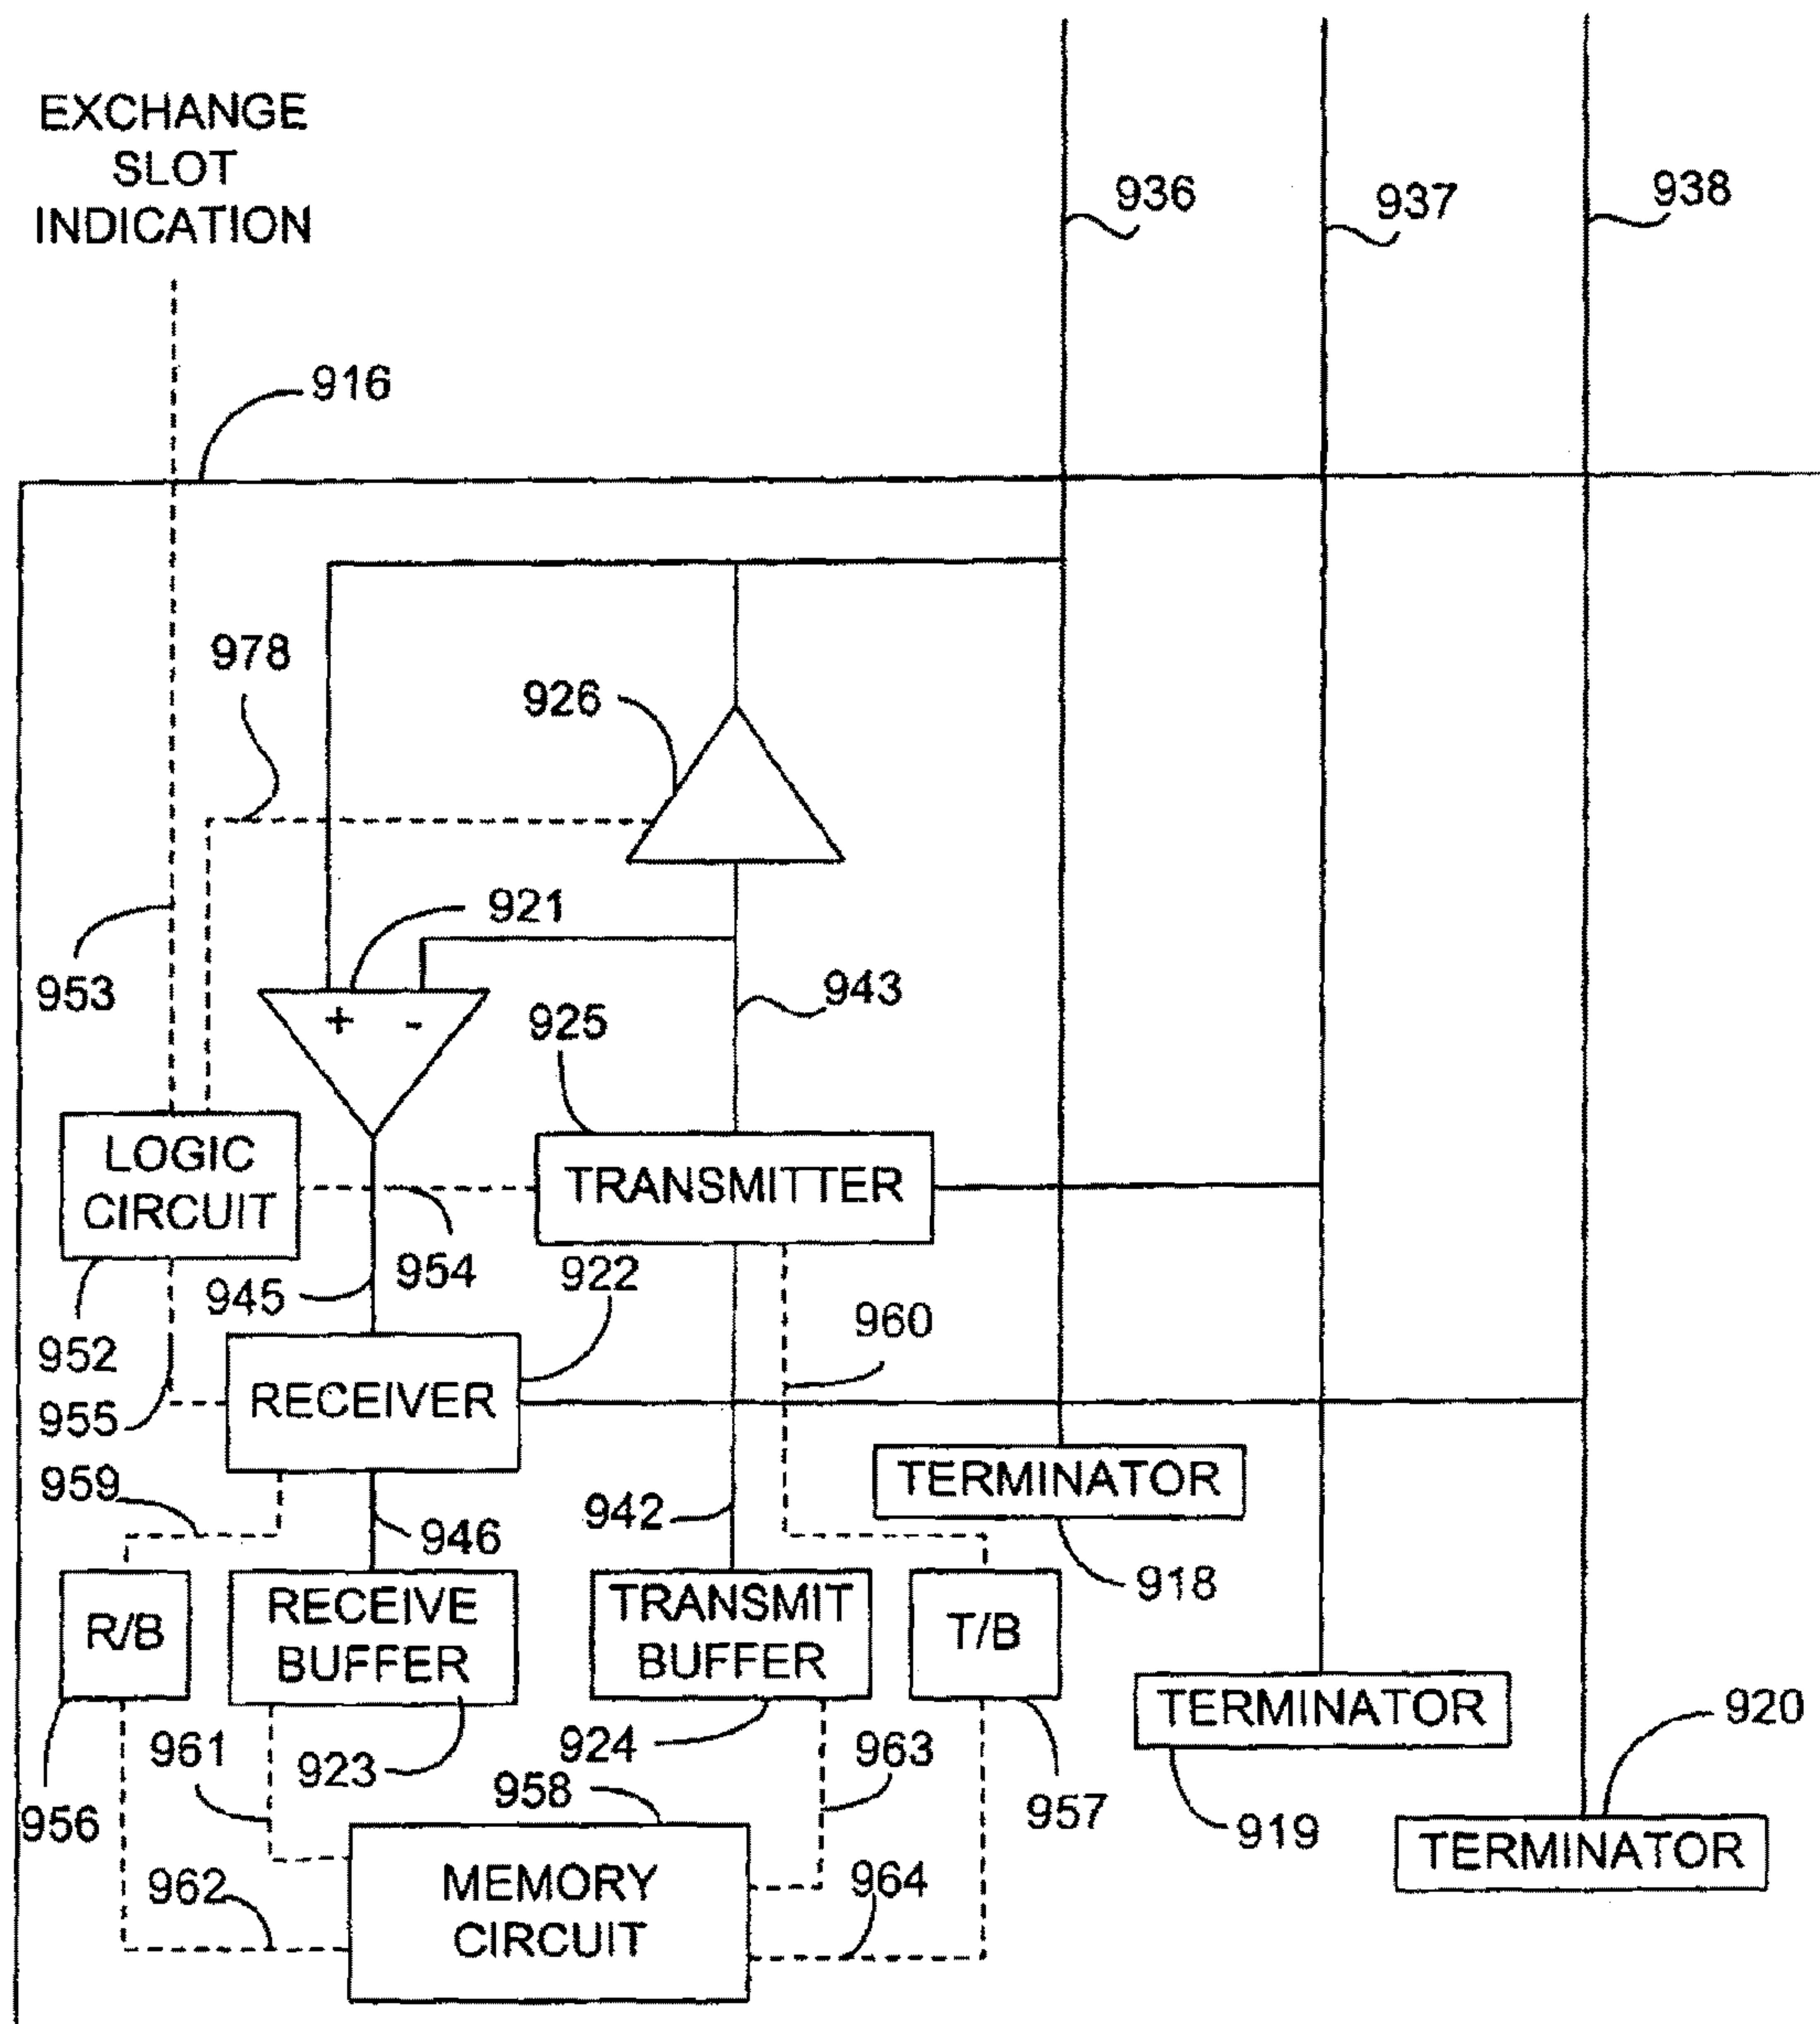 EXCHANGE
SLOT
INDICATION
936
937
938
916
978
926
921
953
943
925
LOGIC
CIRCUIT
TRANSMITTER
954
945
922
952
960
955
RECEIVER
959
TERMINATOR
946
942
918
R/B
RECEIVE
BUFFER
TRANSMIT
BUFFER
T/B
TERMINATOR
920
961
923
924
963
956
958
957
919
TERMINATOR
962
MEMORY
CIRCUIT
964